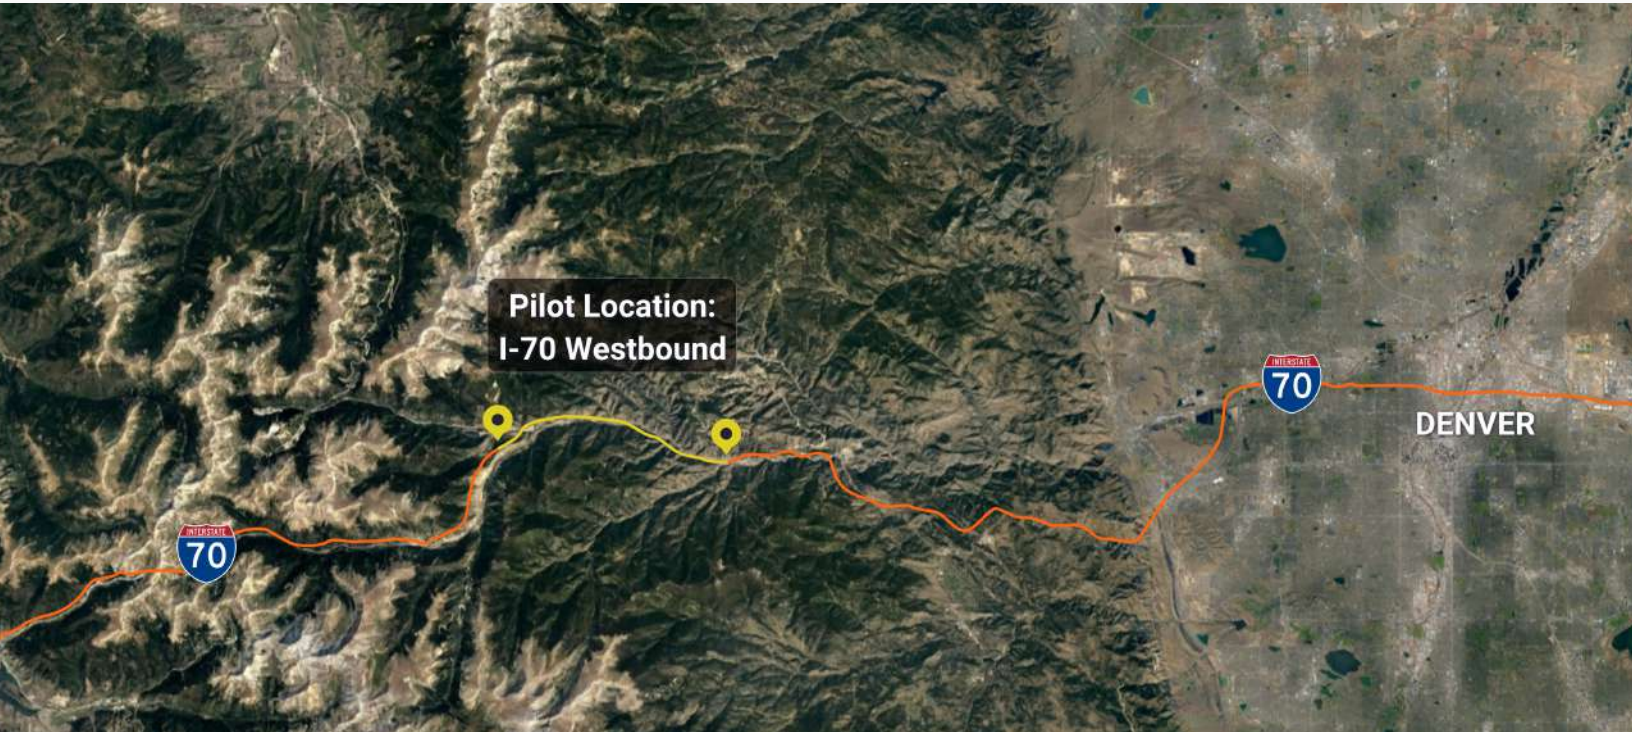 Pilot Location:
I-70 Westbound
INTERSTATE
70
DENVER
INTERSTATE
70